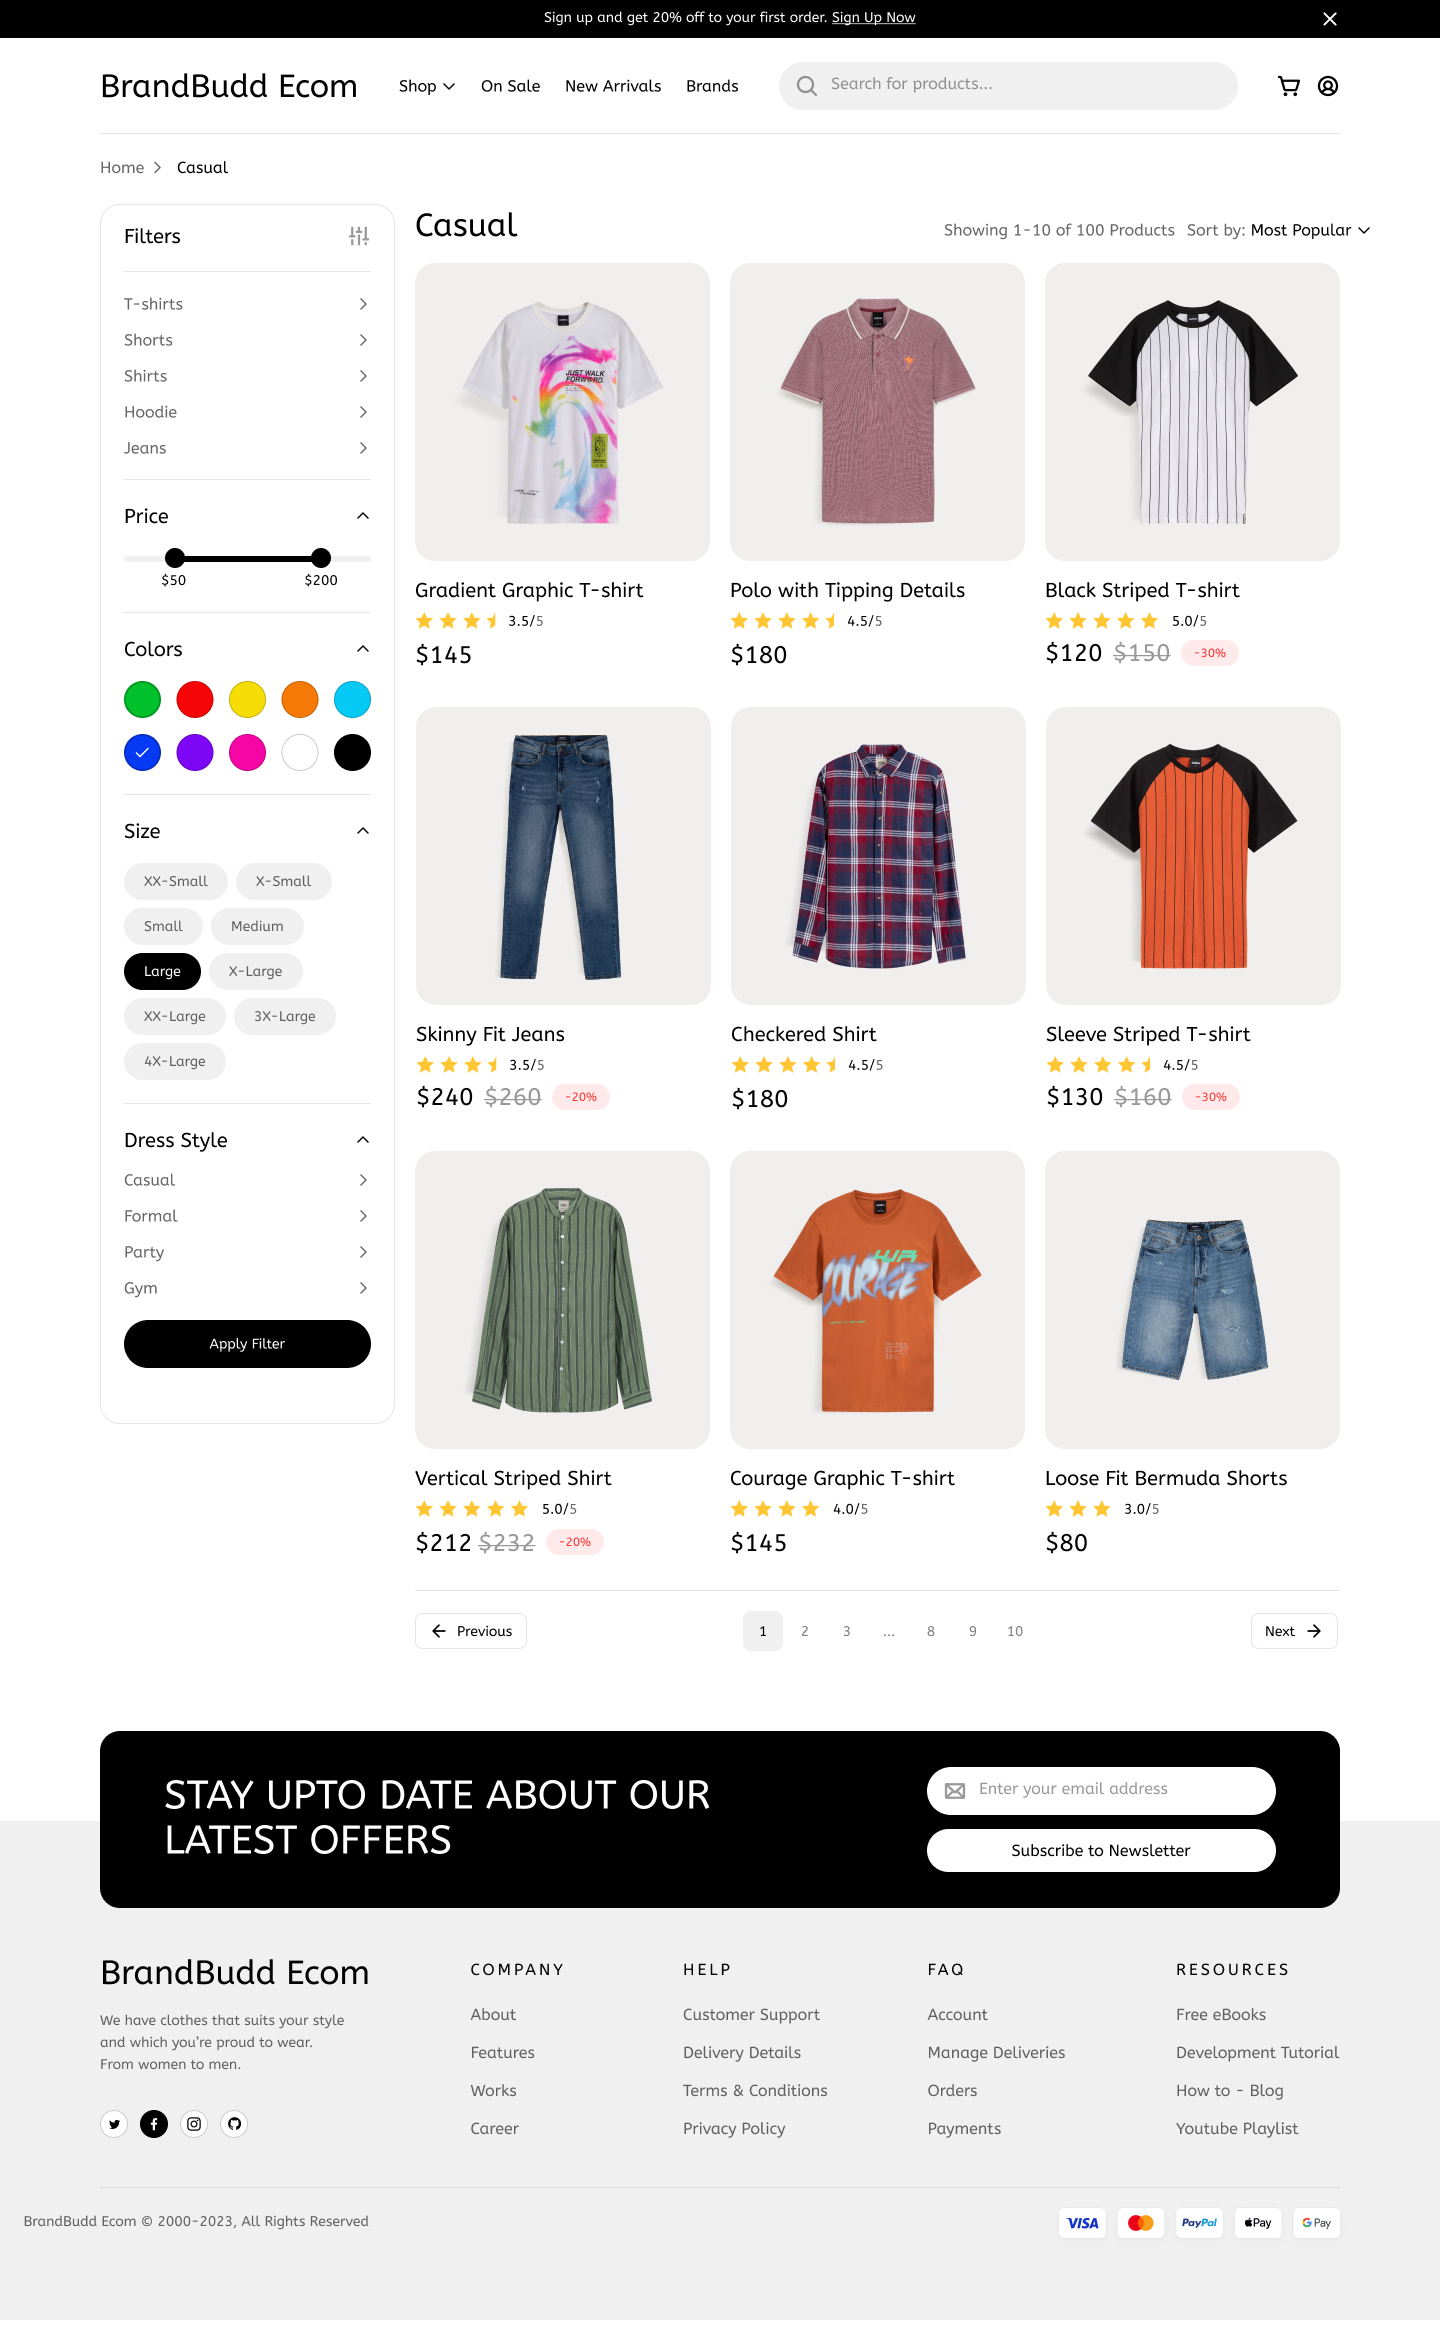 Sign up and get 20% off to your first order. Sign Up Now
BrandBudd Ecom
Shop
On Sale
New Arrivals
Brands
Search for products...
Home
Casual
Filters
T-shirts
Shorts
Shirts
Hoodie
Jeans
Price
$50
$200
Colors
Size
XX-Small
X-Small
Small
Medium
Large
X-Large
XX-Large
3X-Large
4X-Large
Dress Style
Casual
Formal
Party
Gym
Apply Filter
Casual
Showing 1-10 of 100 Products
Sort by: Most Popular
JUST WALK
FORWARD.
Gradient Graphic T-shirt
3.5/5
$145
Polo with Tipping Details
4.5/5
$180
Black Striped T-shirt
5.0/5
$120 $150 -30%
Skinny Fit Jeans
3.5/5
$240 $260 -20%
Checkered Shirt
4.5/5
$180
Sleeve Striped T-shirt
4.5/5
$130 $160 -30%
COURAGE
Vertical Striped Shirt
5.0/5
$212 $232 -20%
Courage Graphic T-shirt
4.0/5
$145
Loose Fit Bermuda Shorts
3.0/5
$80
Previous
1 2 3 ... 8 9 10
Next
STAY UPTO DATE ABOUT OUR
LATEST OFFERS
Enter your email address
Subscribe to Newsletter
BrandBudd Ecom
We have clothes that suits your style
and which you’re proud to wear.
From women to men.
COMPANY
About
Features
Works
Career
HELP
Customer Support
Delivery Details
Terms & Conditions
Privacy Policy
FAQ
Account
Manage Deliveries
Orders
Payments
RESOURCES
Free eBooks
Development Tutorial
How to - Blog
Youtube Playlist
BrandBudd Ecom © 2000-2023, All Rights Reserved
VISA
PayPal
Pay
G Pay